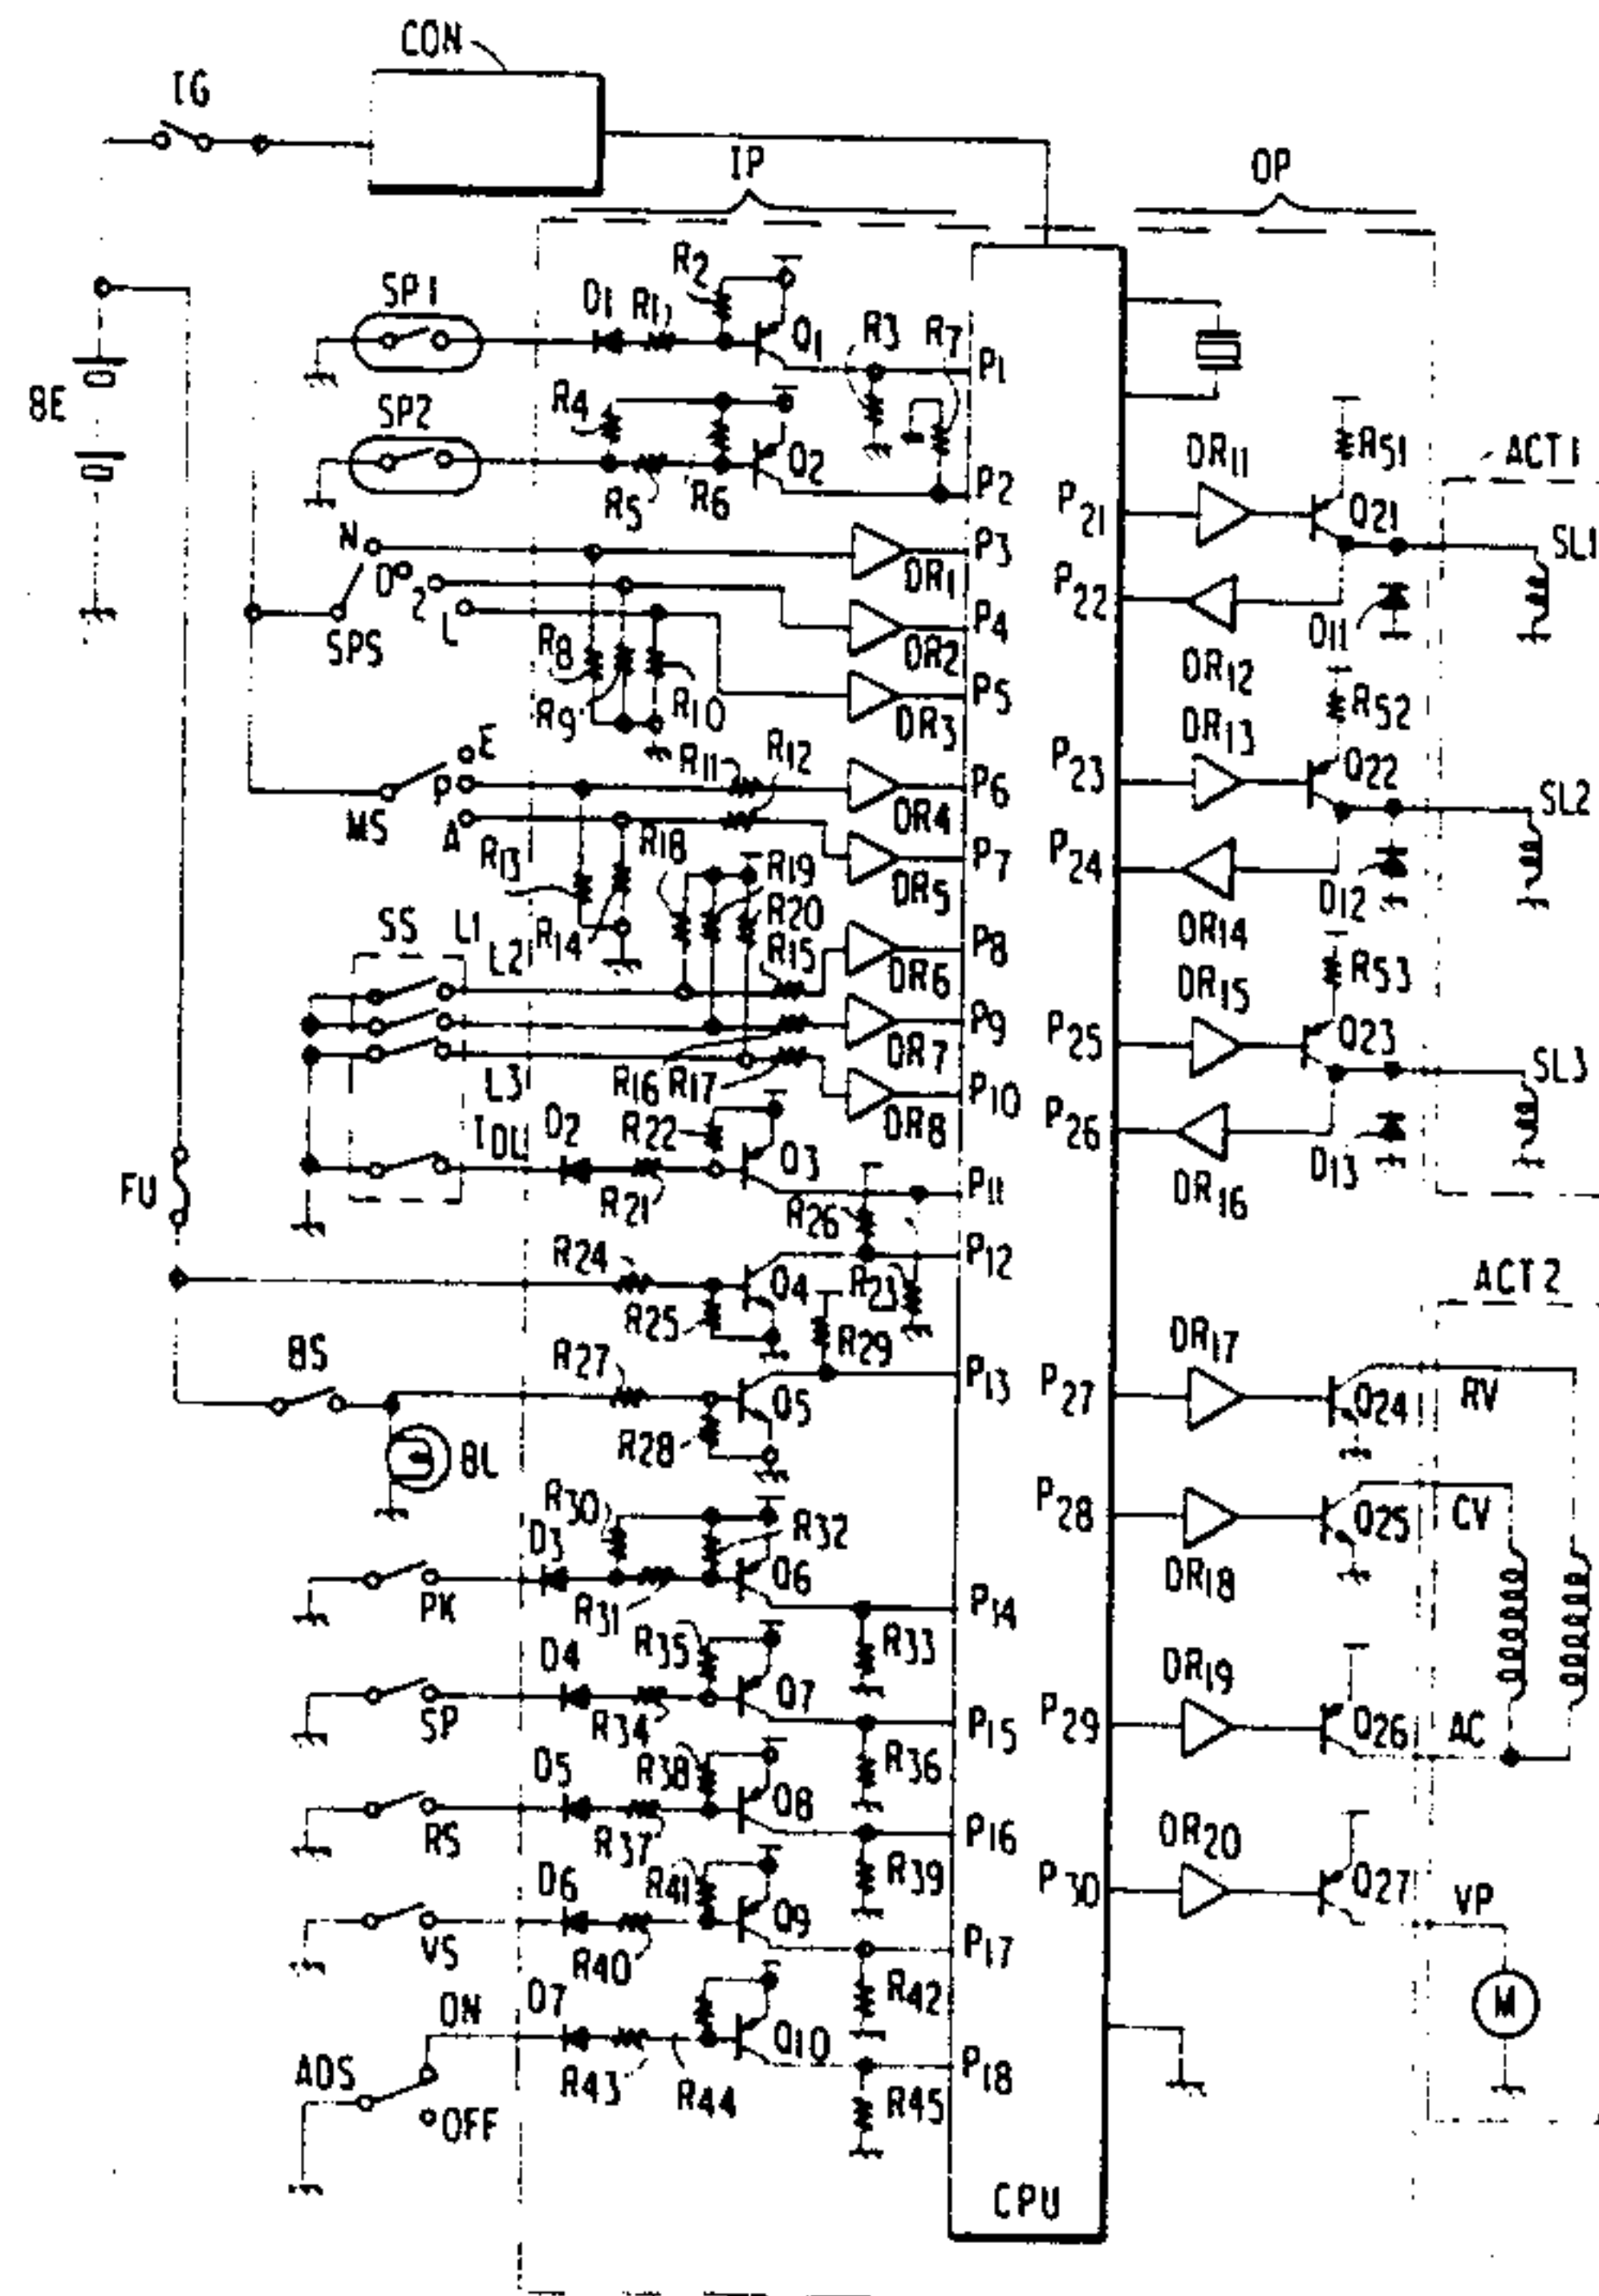 CON
IG
IP
OP
R2
SP1
D1
R1
Q1
R3
R7
P1
BE
SP2
R4
Q2
R5
R6
P2
P21
DR11
R51
Q21
ACT1
SL1
N
D
2
L
SPS
DR1
P3
P22
DR2
P4
D11
R8
R9
R10
DR3
P5
DR12
DR13
R52
E
P
A
MS
R11
R12
DR4
P6
P23
Q22
SL2
R13
R18
R19
DR5
P7
P24
D12
R14
R20
R15
SS
L1
L2
DR6
P8
DR14
DR15
R53
DR7
P9
P25
Q23
SL3
L3
R16
R17
DR8
P10
P26
D13
DR16
IDL
D2
R22
R21
Q3
P11
FU
R26
R24
R25
Q4
R23
P12
ACT2
BS
R27
R28
R29
Q5
P13
P27
DR17
Q24
RV
BL
R30
R32
D3
P28
Q25
CV
PK
R31
Q6
P14
DR18
D4
R35
R33
SP
R34
Q7
P15
DR19
P29
Q26
AC
D5
R38
R36
RS
R37
Q8
P16
D6
R41
R39
DR20
P30
Q27
VP
VS
R40
Q9
P17
ON
D7
R42
M
ADS
OFF
R43
R44
Q10
P18
R45
CPU